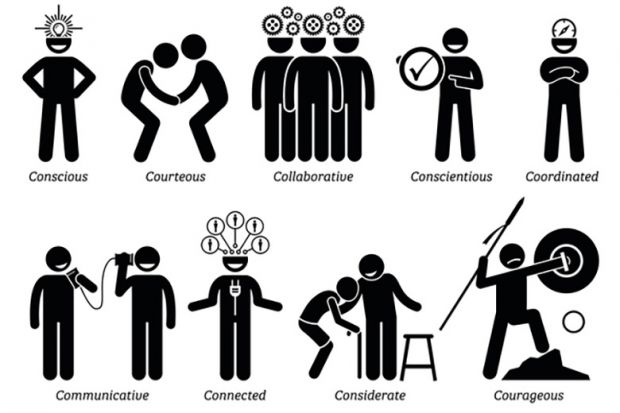 Conscious
Courteous
Collaborative
Conscientious
Coordinated
Communicative
Connected
Considerate
Courageous